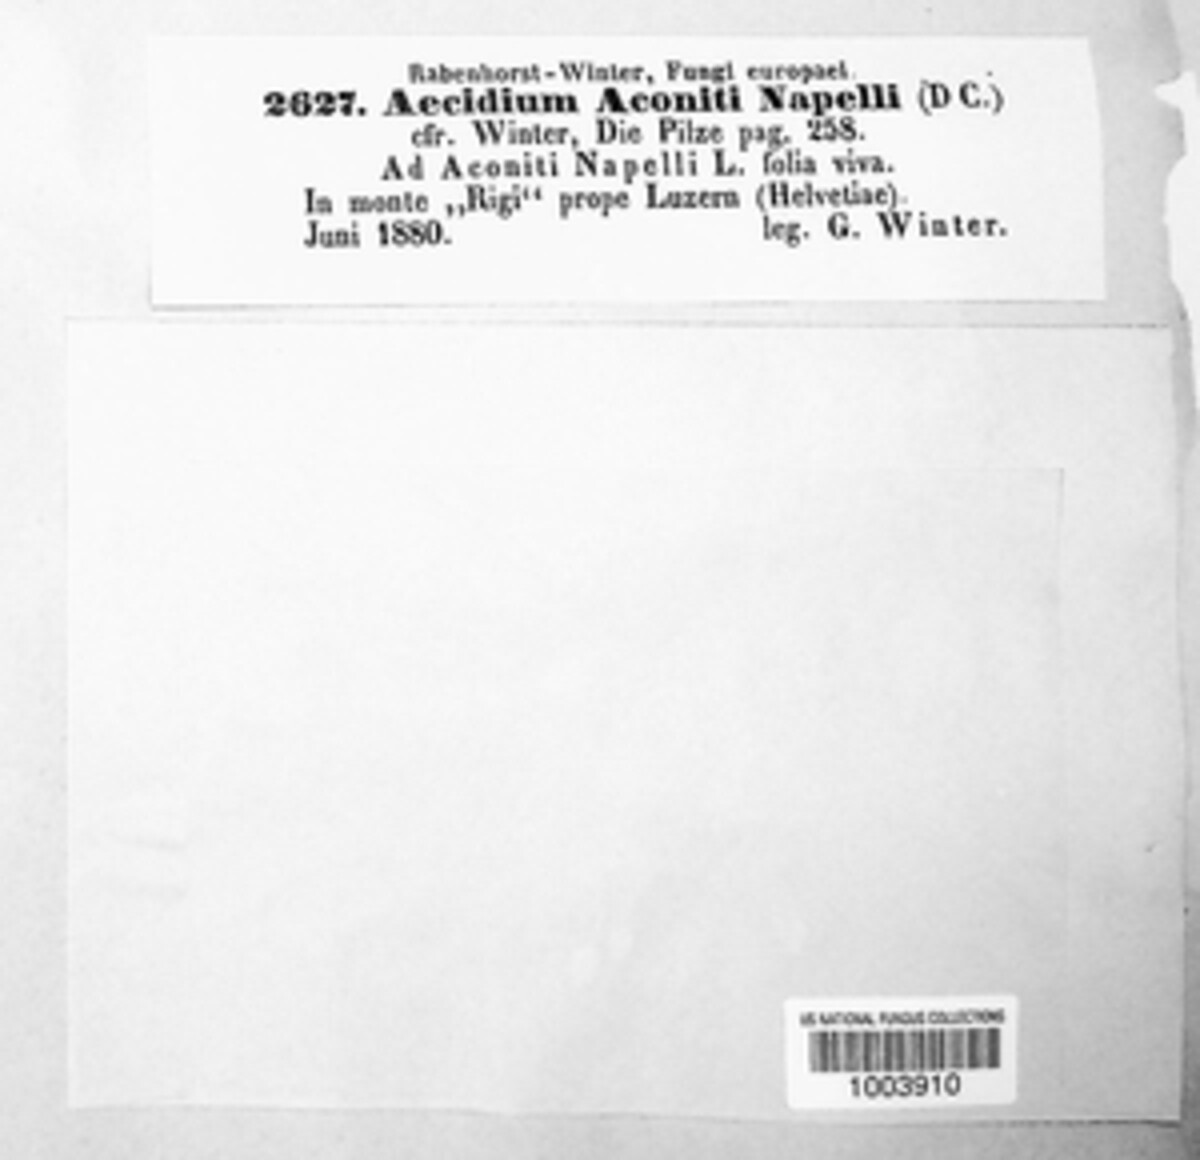 Rabenhorst-Winter, Fungi europaei.
2627. Aecidium Aconiti Napelli (D C.)
cfr. Winter, Die Pilze pag. 258.
Ad Aconiti Napelli L. folia viva.
In monte „Rigi“ prope Luzern (Helvetiae).
Juni 1880. leg. G. Winter.
US NATIONAL FUNGUS COLLECTIONS
1003910